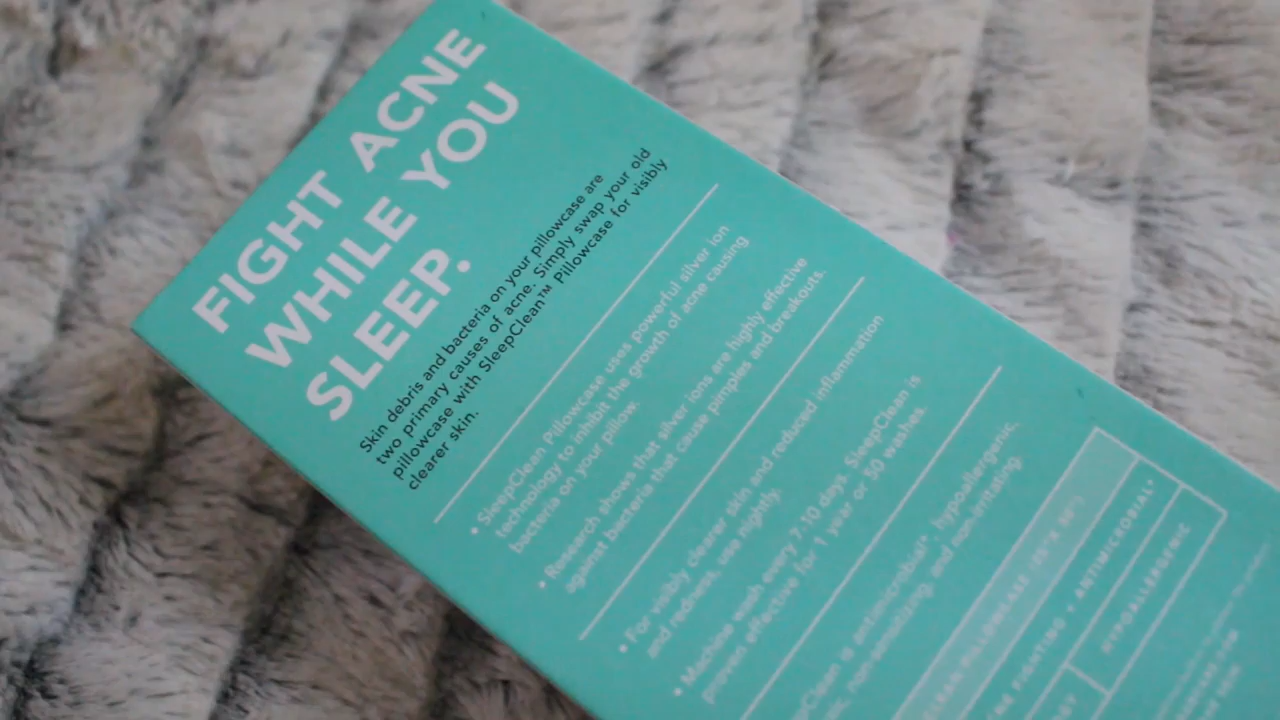 FIGHT ACNE
WHILE YOU
SLEEP.
Skin debris and bacteria on your pillowcase are
two primary causes of acne. Simply swap your old
pillowcase with SleepClean™ Pillowcase for visibly
clearer skin.
• SleepClean Pillowcase uses powerful silver ion
technology to inhibit the growth of acne causing
bacteria on your pillow.
• Research shows that silver ions are highly effective
against bacteria that cause pimples and breakouts.
• For visibly clearer skin and reduced inflammation
and redness, use nightly.
• Machine wash every 7-10 days. SleepClean is
proven effective for 1 year or 50 washes.
Clean is antimicrobial*, hypoallergenic,
non-sensitizing, and non-irritating.
CLEAN PILLOWCASE
FIGHTING + ANTIMICROBIAL*
HYPOALLERGENIC